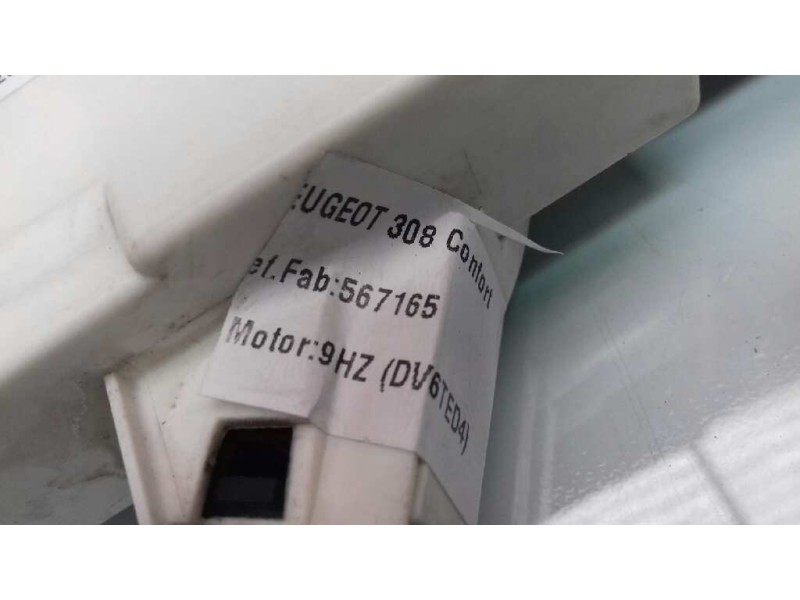 EUGEOT 308 Confort
ef.Fab:567165
Motor:9HZ (DV6TED4)